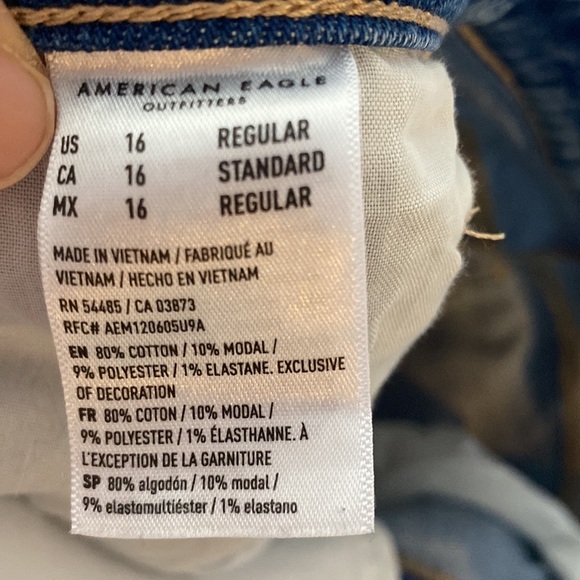 AMERICAN EAGLE
OUTFITTERS
US 16 REGULAR
CA 16 STANDARD
MX 16 REGULAR
MADE IN VIETNAM / FABRIQUÉ AU
VIETNAM / HECHO EN VIETNAM
RN 54485 / CA 03873
RFC# AEM120605U9A
EN 80% COTTON / 10% MODAL /
9% POLYESTER / 1% ELASTANE. EXCLUSIVE
OF DECORATION
FR 80% COTON / 10% MODAL /
9% POLYESTER / 1% ÉLASTHANNE. À
L'EXCEPTION DE LA GARNITURE
SP 80% algodón / 10% modal /
9% elastomultiéster / 1% elastano